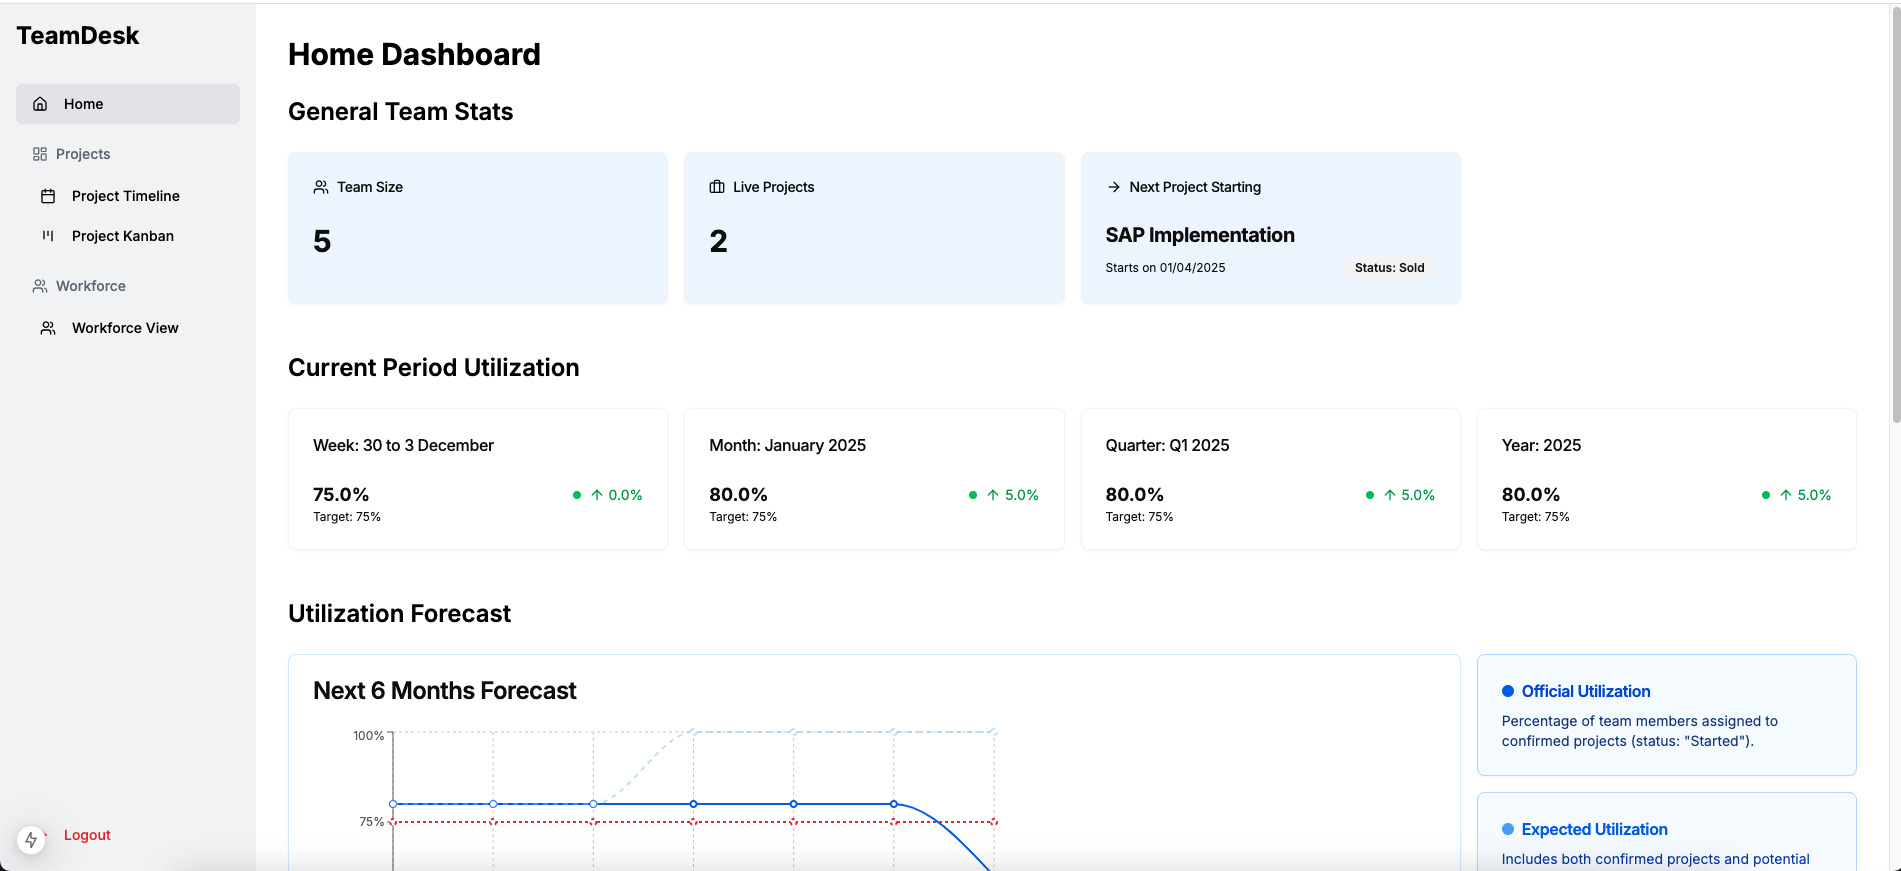 TeamDesk
Home
Projects
Project Timeline
Project Kanban
Workforce
Workforce View
Logout
Home Dashboard
General Team Stats
Team Size
5
Live Projects
2
Next Project Starting
SAP Implementation
Starts on 01/04/2025
Status: Sold
Current Period Utilization
Week: 30 to 3 December
75.0%
0.0%
Target: 75%
Month: January 2025
80.0%
5.0%
Target: 75%
Quarter: Q1 2025
80.0%
5.0%
Target: 75%
Year: 2025
80.0%
5.0%
Target: 75%
Utilization Forecast
Next 6 Months Forecast
100%
75%
Official Utilization
Percentage of team members assigned to
confirmed projects (status: "Started").
Expected Utilization
Includes both confirmed projects and potential